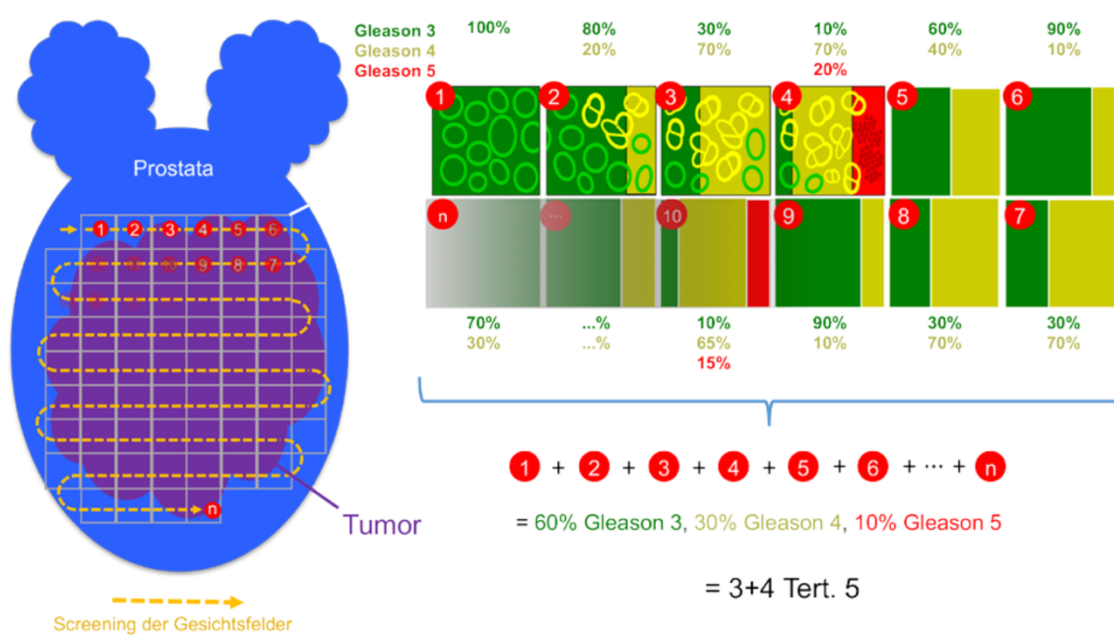 Gleason 3 100% 80% 30% 10% 60% 90%
Gleason 4 20% 70% 70% 40% 10%
Gleason 5 20%
1 2 3 4 5 6
n ... 10 9 8 7
70% ...% 10% 90% 30% 30%
30% ...% 65% 10% 70% 70%
15%
Prostata
1 2 3 4 5 6
10 9 8 7
n
Tumor
Screening der Gesichtsfelder
1 + 2 + 3 + 4 + 5 + 6 + ... + n
= 60% Gleason 3, 30% Gleason 4, 10% Gleason 5
= 3+4 Tert. 5